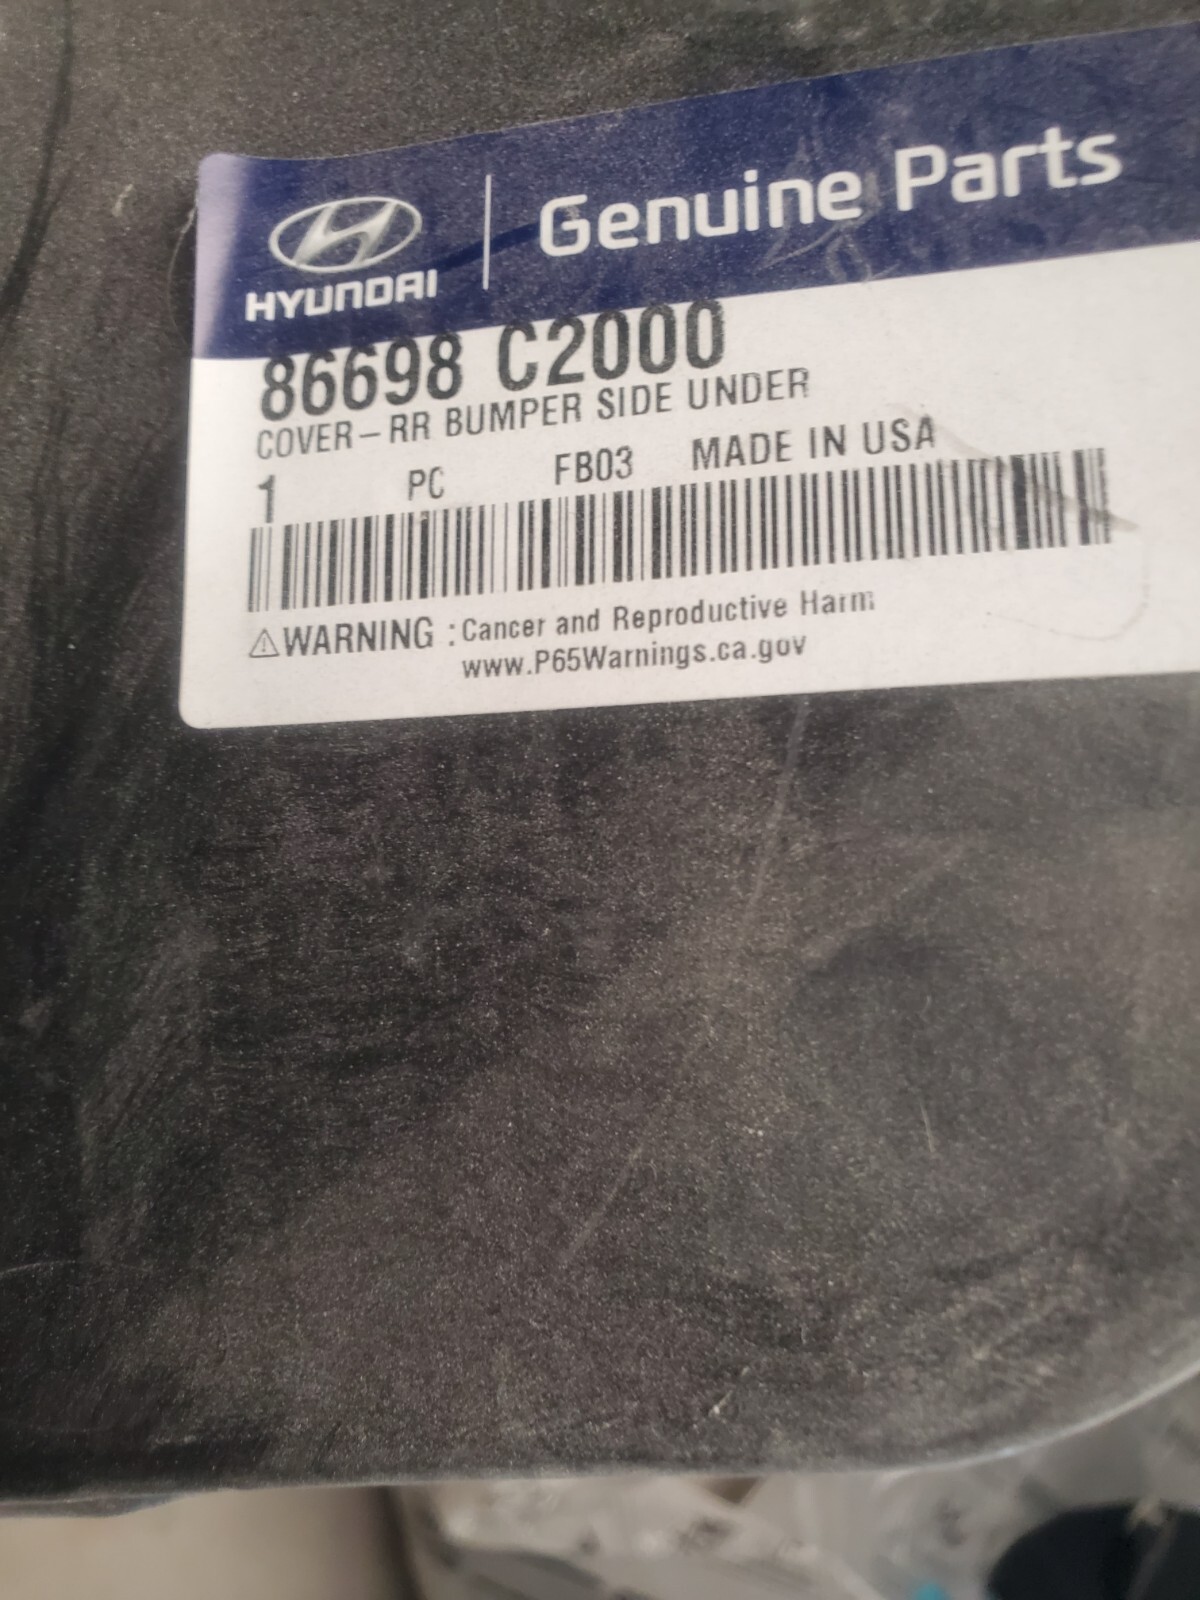 HYUNDAI
Genuine Parts
86698 C2000
COVER-RR BUMPER SIDE UNDER
1 PC FB03 MADE IN USA
⚠WARNING : Cancer and Reproductive Harm
www.P65Warnings.ca.gov